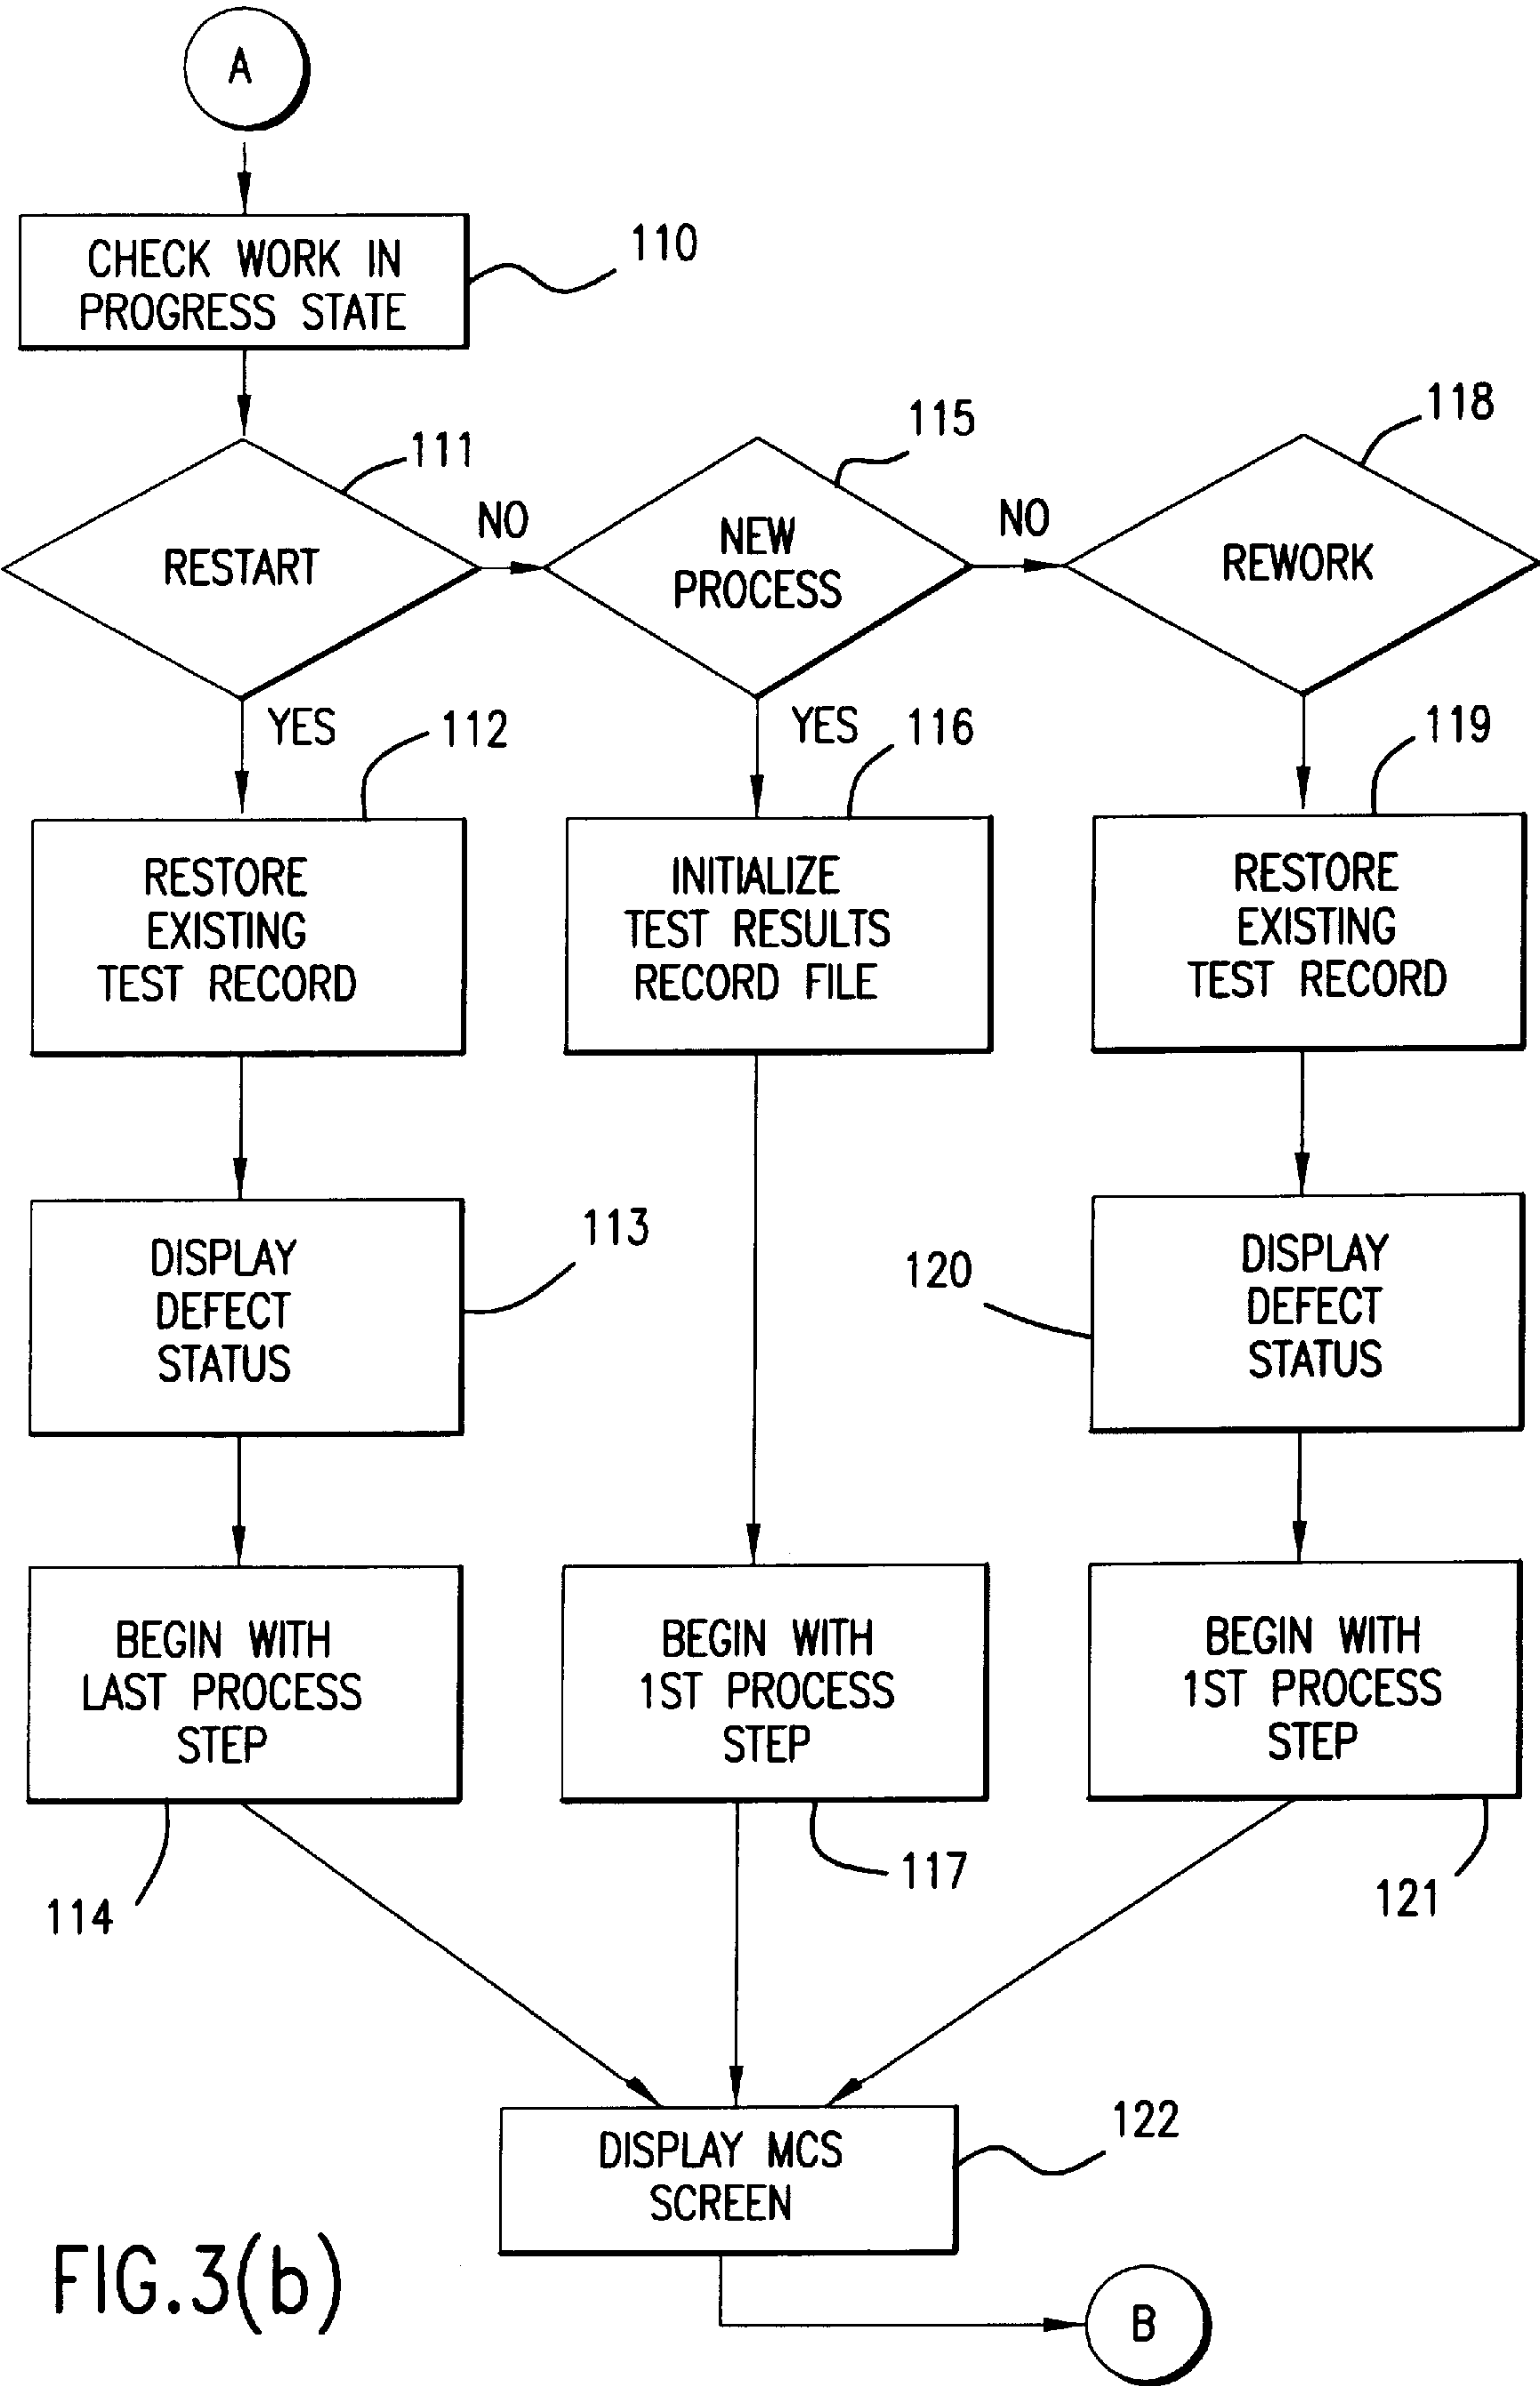 A
CHECK WORK IN
PROGRESS STATE
110
111
RESTART
NO
115
NEW
PROCESS
NO
118
REWORK
YES
112
YES
116
119
RESTORE
EXISTING
TEST RECORD
INITIALIZE
TEST RESULTS
RECORD FILE
RESTORE
EXISTING
TEST RECORD
DISPLAY
DEFECT
STATUS
113
120
DISPLAY
DEFECT
STATUS
BEGIN WITH
LAST PROCESS
STEP
BEGIN WITH
1ST PROCESS
STEP
BEGIN WITH
1ST PROCESS
STEP
114
117
121
DISPLAY MCS
SCREEN
122
FIG.3(b)
B